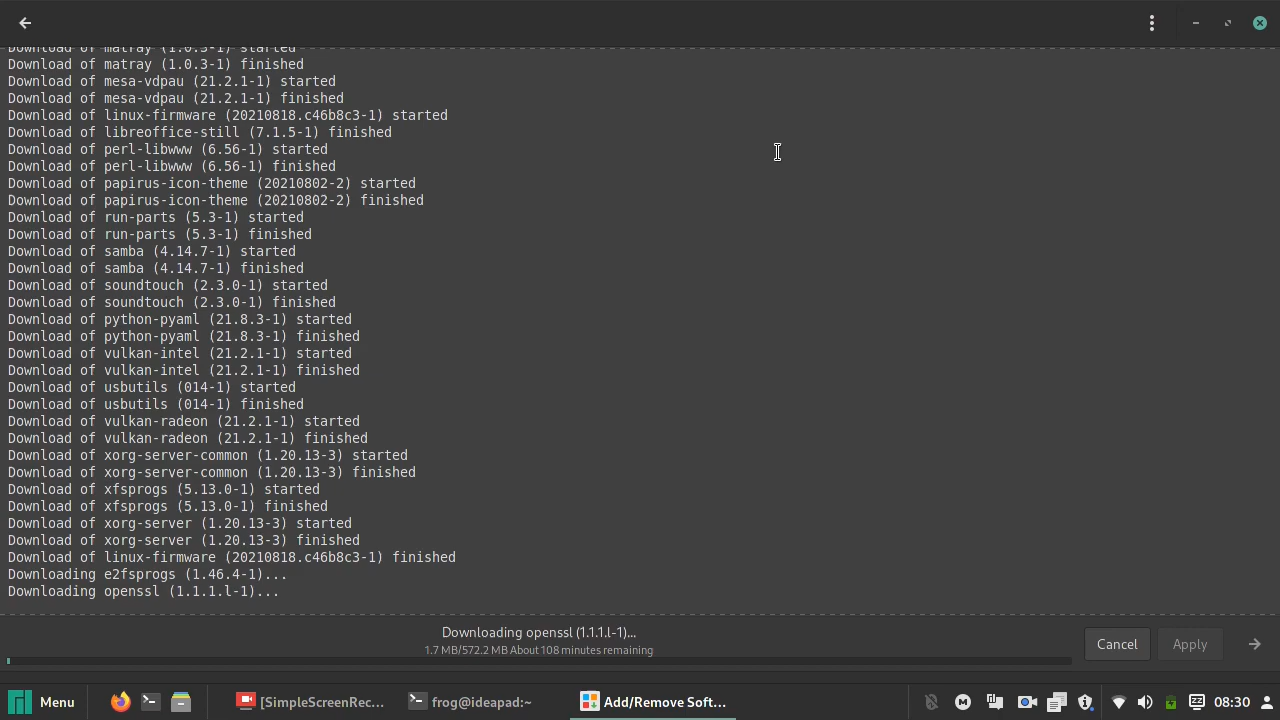 Download of matray (1.0.3-1) started
Download of matray (1.0.3-1) finished
Download of mesa-vdpau (21.2.1-1) started
Download of mesa-vdpau (21.2.1-1) finished
Download of linux-firmware (20210818.c46b8c3-1) started
Download of libreoffice-still (7.1.5-1) finished
Download of perl-libwww (6.56-1) started
Download of perl-libwww (6.56-1) finished
Download of papirus-icon-theme (20210802-2) started
Download of papirus-icon-theme (20210802-2) finished
Download of run-parts (5.3-1) started
Download of run-parts (5.3-1) finished
Download of samba (4.14.7-1) started
Download of samba (4.14.7-1) finished
Download of soundtouch (2.3.0-1) started
Download of soundtouch (2.3.0-1) finished
Download of python-pyaml (21.8.3-1) started
Download of python-pyaml (21.8.3-1) finished
Download of vulkan-intel (21.2.1-1) started
Download of vulkan-intel (21.2.1-1) finished
Download of usbutils (014-1) started
Download of usbutils (014-1) finished
Download of vulkan-radeon (21.2.1-1) started
Download of vulkan-radeon (21.2.1-1) finished
Download of xorg-server-common (1.20.13-3) started
Download of xorg-server-common (1.20.13-3) finished
Download of xfsprogs (5.13.0-1) started
Download of xfsprogs (5.13.0-1) finished
Download of xorg-server (1.20.13-3) started
Download of xorg-server (1.20.13-3) finished
Download of linux-firmware (20210818.c46b8c3-1) finished
Downloading e2fsprogs (1.46.4-1)...
Downloading openssl (1.1.1.l-1)...
Downloading openssl (1.1.1.l-1)...
1.7 MB/572.2 MB About 108 minutes remaining
Cancel
Apply
Menu
[SimpleScreenRec...
frog@ideapad:~
Add/Remove Soft...
08:30